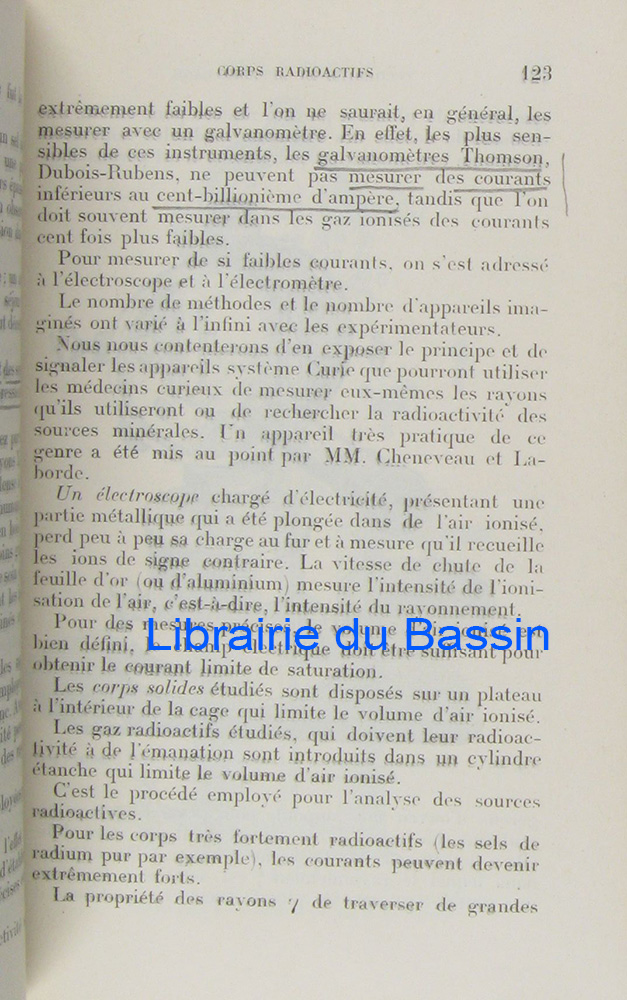 CORPS RADIOACTIFS 123
extrêmement faibles et l'on ne saurait, en général, les
mesurer avec un galvanomètre. En effet, les plus sen-
sibles de ces instruments, les galvanomètres Thomson,
Dubois-Rubens, ne peuvent pas mesurer des courants
inférieurs au cent-billionième d'ampère, tandis que l'on
doit souvent mesurer dans les gaz ionisés des courants
cent fois plus faibles.
Pour mesurer de si faibles courants, on s'est adressé
à l'électroscope et à l'électromètre.
Le nombre de méthodes et le nombre d'appareils ima-
ginés ont varié à l'infini avec les expérimentateurs.
Nous nous contenterons d'en exposer le principe et de
signaler les appareils système Curie que pourront utiliser
les médecins curieux de mesurer eux-mêmes les rayons
qu'ils utiliseront ou de rechercher la radioactivité des
sources minérales. Un appareil très pratique de ce
genre a été mis au point par MM. Cheneveau et La-
borde.
Un électroscope chargé d'électricité, présentant une
partie métallique qui a été plongée dans de l'air ionisé,
perd peu à peu sa charge au fur et à mesure qu'il recueille
les ions de signe contraire. La vitesse de chute de la
feuille d'or (ou d'aluminium) mesure l'intensité de l'ioni-
sation de l'air, c'est-à-dire, l'intensité du rayonnement.
Pour des mesures précises, le volume d'air ionisé est
bien défini, électrique doit être suffisant pour
Librairie du Bassin
obtenir le courant limite de saturation.
Les corps solides étudiés sont disposés sur un plateau
à l'intérieur de la cage qui limite le volume d'air ionisé.
Les gaz radioactifs étudiés, qui doivent leur radioac-
tivité à de l'émanation sont introduits dans un cylindre
étanche qui limite le volume d'air ionisé.
C'est le procédé employé pour l'analyse des sources
radioactives.
Pour les corps très fortement radioactifs (les sels de
radium pur par exemple), les courants peuvent devenir
extrêmement forts.
La propriété des rayons γ de traverser de grandes